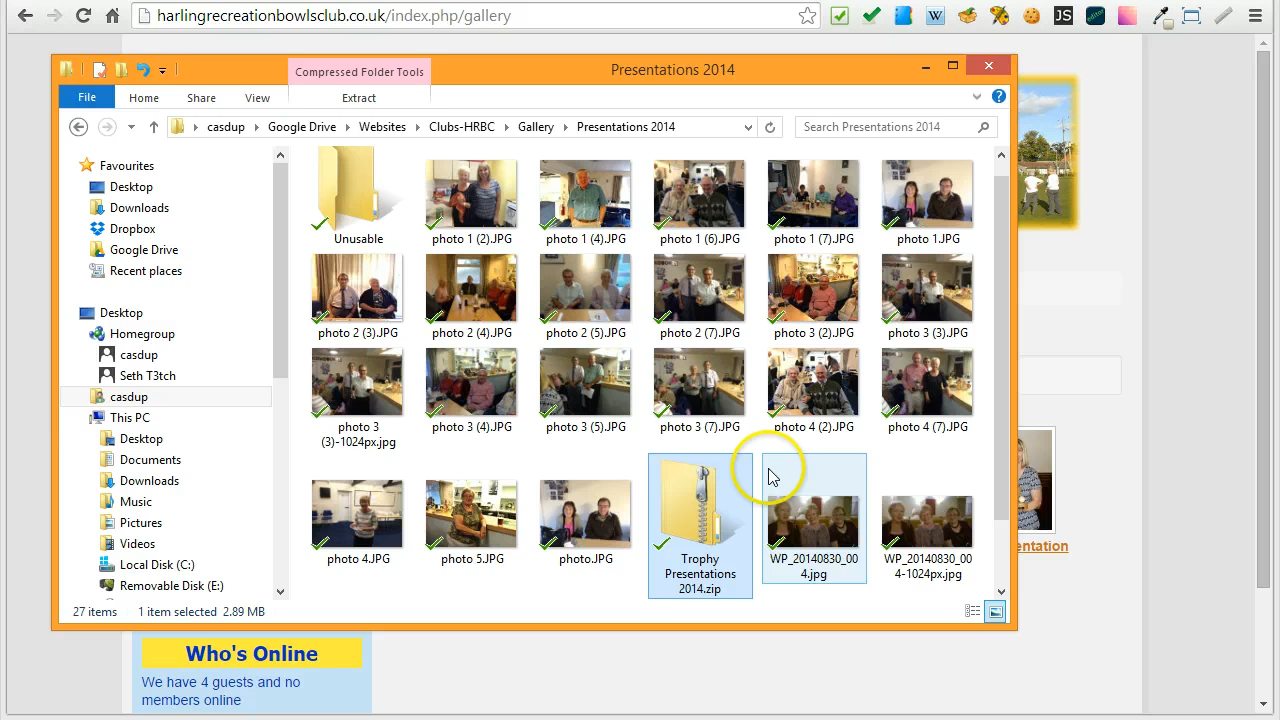 harlingrecreationbowlsclub.co.uk/index.php/gallery
JS
Compressed Folder Tools
Presentations 2014
File
Home
Share
View
Extract
casdup
Google Drive
Websites
Clubs-HRBC
Gallery
Presentations 2014
Search Presentations 2014
Favourites
Desktop
Downloads
Dropbox
Google Drive
Recent places
Desktop
Homegroup
casdup
Seth T3tch
casdup
This PC
Desktop
Documents
Downloads
Music
Pictures
Videos
Local Disk (C:)
Removable Disk (E:)
Unusable
photo 1 (2).JPG
photo 1 (4).JPG
photo 1 (6).JPG
photo 1 (7).JPG
photo 1.JPG
photo 2 (3).JPG
photo 2 (4).JPG
photo 2 (5).JPG
photo 2 (7).JPG
photo 3 (2).JPG
photo 3 (3).JPG
photo 3
(3)-1024px.jpg
photo 3 (4).JPG
photo 3 (5).JPG
photo 3 (7).JPG
photo 4 (2).JPG
photo 4 (7).JPG
photo 4.JPG
photo 5.JPG
photo.JPG
Trophy
Presentations
2014.zip
WP_20140830_00
4.jpg
WP_20140830_00
4-1024px.jpg
entation
27 items
1 item selected 2.89 MB
Who's Online
We have 4 guests and no
members online